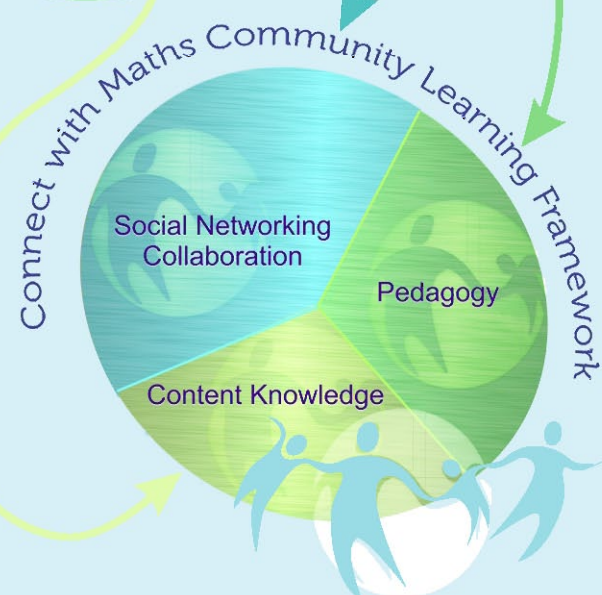 Connect with Maths Community Learning Framework
Social Networking
Collaboration
Pedagogy
Content Knowledge